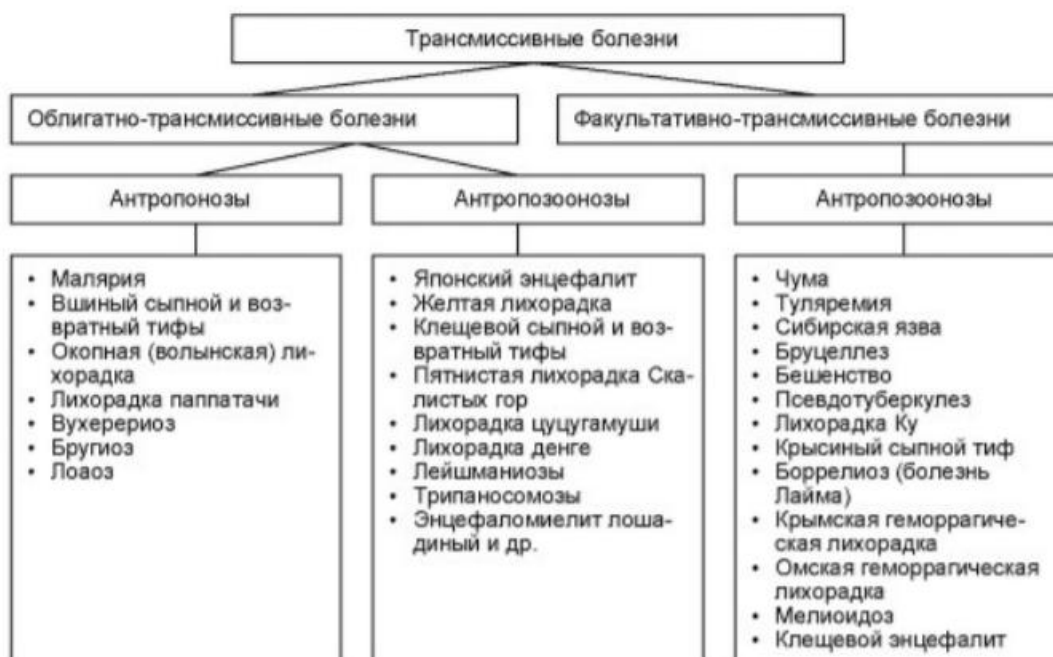 Трансмиссивные болезни
Облигатно-трансмиссивные болезни
Факультативно-трансмиссивные болезни
Антропонозы
Антропозоонозы
Антропозоонозы
• Малярия
• Вшиный сыпной и воз-
вратный тифы
• Окопная (волынская) ли-
хорадка
• Лихорадка паппатачи
• Вухерериоз
• Бругиоз
• Лоаоз
• Японский энцефалит
• Желтая лихорадка
• Клещевой сыпной и воз-
вратный тифы
• Пятнистая лихорадка Ска-
листых гор
• Лихорадка цуцугамуши
• Лихорадка денге
• Лейшманиозы
• Трипаносомозы
• Энцефаломиелит лоша-
диный и др.
• Чума
• Туляремия
• Сибирская язва
• Бруцеллез
• Бешенство
• Псевдотуберкулез
• Лихорадка Ку
• Крысиный сыпной тиф
• Боррелиоз (болезнь
Лайма)
• Крымская геморрагиче-
ская лихорадка
• Омская геморрагическая
лихорадка
• Мелиоидоз
• Клещевой энцефалит